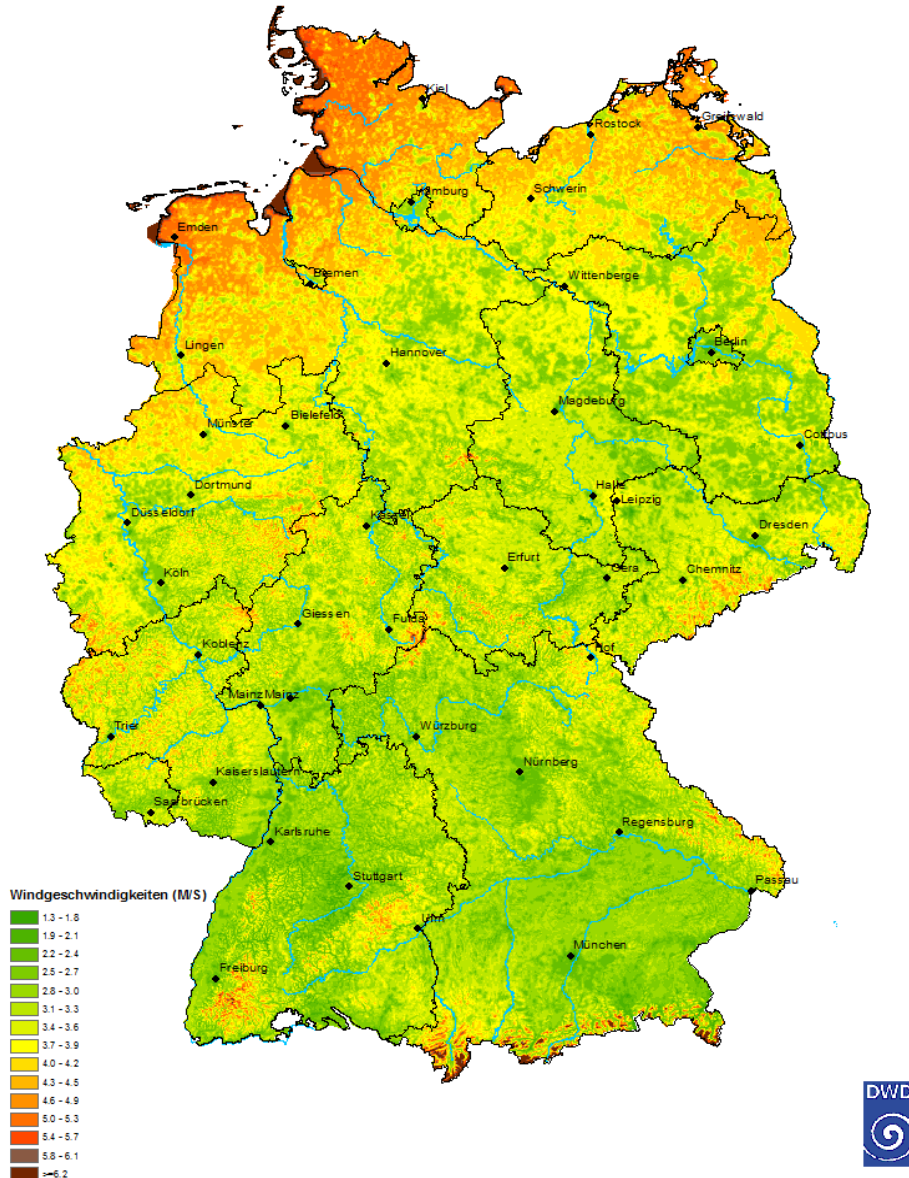 Kiel
Rostock
Greifswald
Schwerin
Hamburg
Emden
Bremen
Wittenberge
Lingen
Hannover
Berlin
Magdeburg
Münster
Bielefeld
Cottbus
Dortmund
Halle
Leipzig
Düsseldorf
Kassel
Dresden
Erfurt
Köln
Gera
Chemnitz
Giessen
Fulda
Koblenz
Hof
Mainz Mainz
Trier
Würzburg
Nürnberg
Kaiserslautern
Saarbrücken
Karlsruhe
Regensburg
Stuttgart
Passau
Ulm
München
Freiburg
Windgeschwindigkeiten (M/S)
1.3 - 1.8
1.9 - 2.1
2.2 - 2.4
2.5 - 2.7
2.8 - 3.0
3.1 - 3.3
3.4 - 3.6
3.7 - 3.9
4.0 - 4.2
4.3 - 4.5
4.6 - 4.9
5.0 - 5.3
5.4 - 5.7
5.8 - 6.1
>=6.2
DWD